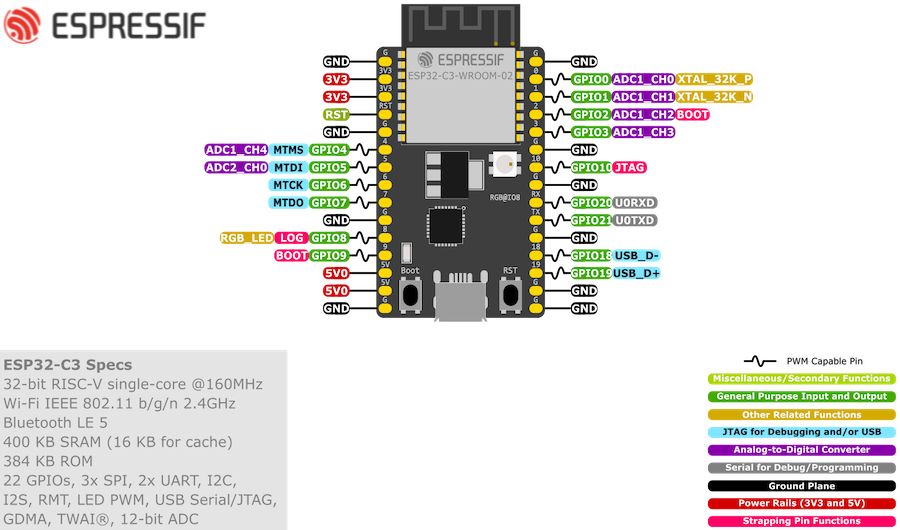 ESPRESSIF
ESPRESSIF
ESP32-C3-WROOM-02
GND G G GND
3V3 3V3 0 GPIO0 ADC1_CH0 XTAL_32K_P
3V3 3V3 1 GPIO1 ADC1_CH1 XTAL_32K_N
RST RST 2 GPIO2 ADC1_CH2 BOOT
GND G 3 GPIO3 ADC1_CH3
ADC1_CH4 MTMS GPIO4 4 G GND
ADC2_CH0 MTDI GPIO5 5 10 GPIO10 JTAG
MTCK GPIO6 6 G GND
RGB@IO8
MTDO GPIO7 7 RX GPIO20 U0RXD
GND G TX GPIO21 U0TXD
RGB_LED LOG GPIO8 8 G GND
BOOT GPIO9 9 18 GPIO18 USB_D-
5V0 5V 19 GPIO19 USB_D+
Boot RST
5V0 5V G GND
GND G G GND
ESP32-C3 Specs
32-bit RISC-V single-core @160MHz
Wi-Fi IEEE 802.11 b/g/n 2.4GHz
Bluetooth LE 5
400 KB SRAM (16 KB for cache)
384 KB ROM
22 GPIOs, 3x SPI, 2x UART, I2C,
I2S, RMT, LED PWM, USB Serial/JTAG,
GDMA, TWAI®, 12-bit ADC
PWM Capable Pin
Miscellaneous/Secondary Functions
General Purpose Input and Output
Other Related Functions
JTAG for Debugging and/or USB
Analog-to-Digital Converter
Serial for Debug/Programming
Ground Plane
Power Rails (3V3 and 5V)
Strapping Pin Functions